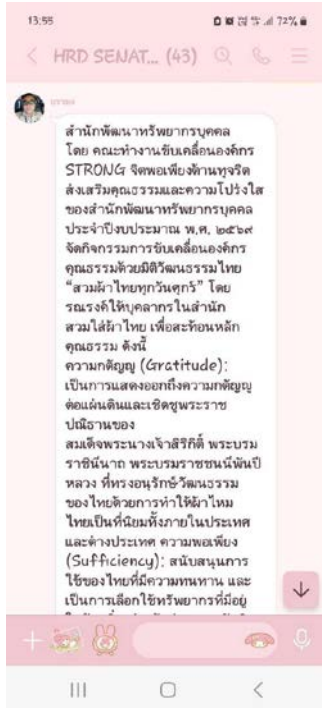 13:55
72%
HRD SENAT... (43)
สำนักพัฒนาทรัพยากรบุคคล
โดย คณะทำงานขับเคลื่อนองค์กร
STRONG จิตพอเพียงต้านทุจริต
ส่งเสริมคุณธรรมและความโปร่งใส
ของสำนักพัฒนาทรัพยากรบุคคล
ประจำปีงบประมาณ พ.ศ. ๒๕๖๙
จัดกิจกรรมการขับเคลื่อนองค์กร
คุณธรรมด้วยมิติวัฒนธรรมไทย
“สวมผ้าไทยทุกวันศุกร์” โดย
รณรงค์ให้บุคลากรในสำนัก
สวมใส่ผ้าไทย เพื่อสะท้อนหลัก
คุณธรรม ดังนี้
ความกตัญญู (Gratitude):
เป็นการแสดงออกถึงความกตัญญู
ต่อแผ่นดินและเชิดชูพระราช
ปณิธานของ
สมเด็จพระนางเจ้าสิริกิติ์ พระบรม
ราชินีนาถ พระบรมราชชนนีพันปี
หลวง ที่ทรงอนุรักษ์วัฒนธรรม
ของไทยด้วยการทำให้ผ้าไหม
ไทยเป็นที่นิยมทั้งภายในประเทศ
และต่างประเทศ ความพอเพียง
(Sufficiency): สนับสนุนการ
ใช้ของไทยที่มีความทนทาน และ
เป็นการเลือกใช้ทรัพยากรที่มีอยู่